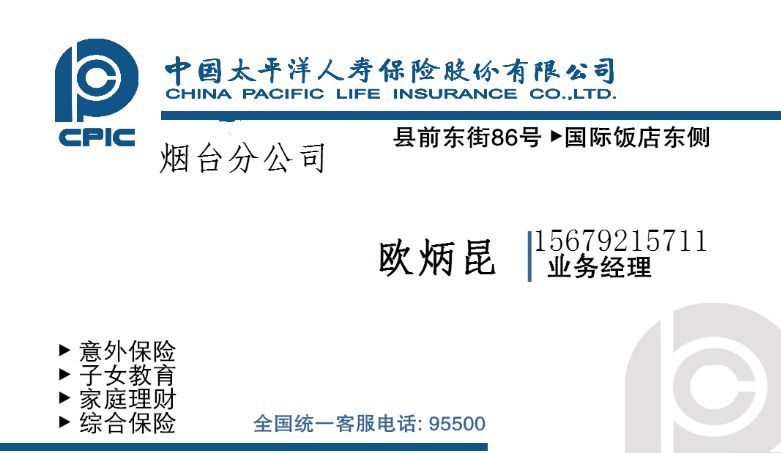 中国太平洋人寿保险股份有限公司
CHINA PACIFIC LIFE INSURANCE CO.,LTD.
CPIC
县前东街86号 ▶国际饭店东侧
烟台分公司
欧炳昆
15679215711
业务经理
▶ 意外保险
▶ 子女教育
▶ 家庭理财
▶ 综合保险
全国统一客服电话: 95500